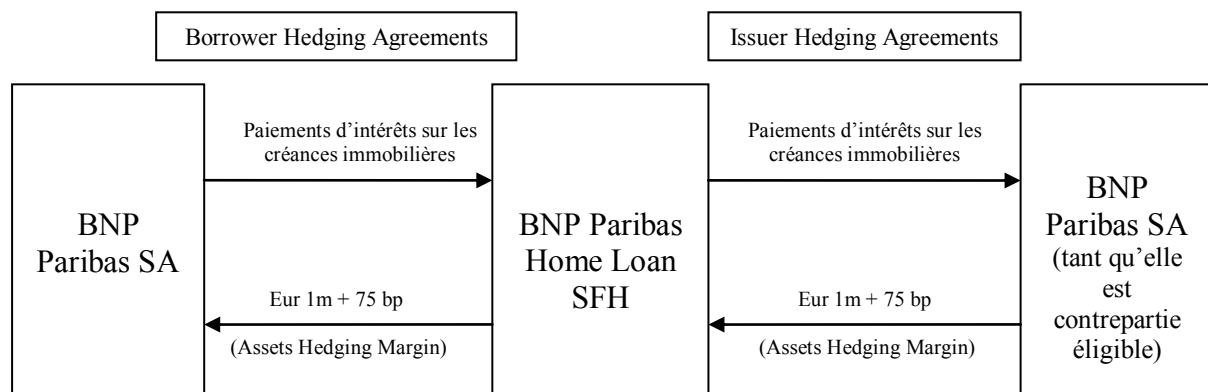 Borrower Hedging Agreements
Issuer Hedging Agreements
BNP
Paribas SA
Paiements d’intérêts sur les
créances immobilières
Eur 1m + 75 bp
(Assets Hedging Margin)
BNP Paribas
Home Loan
SFH
Paiements d’intérêts sur les
créances immobilières
Eur 1m + 75 bp
(Assets Hedging Margin)
BNP
Paribas SA
(tant qu’elle
est
contrepartie
éligible)